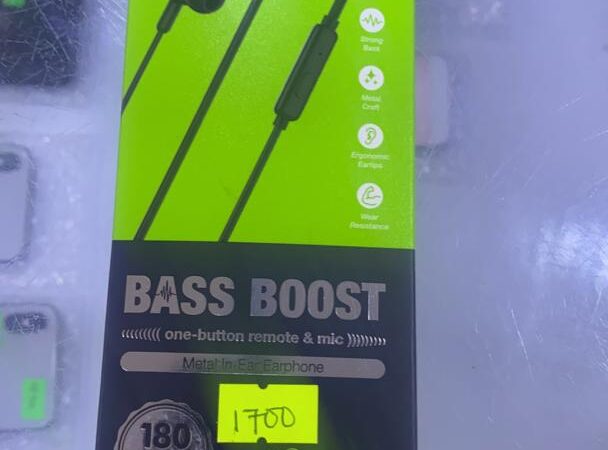 Strong
Bass
Metal
Craft
Ergonomic
Eartips
Wear
Resistance
BASS BOOST
one-button remote & mic
Metal In-Ear Earphone
1700
180